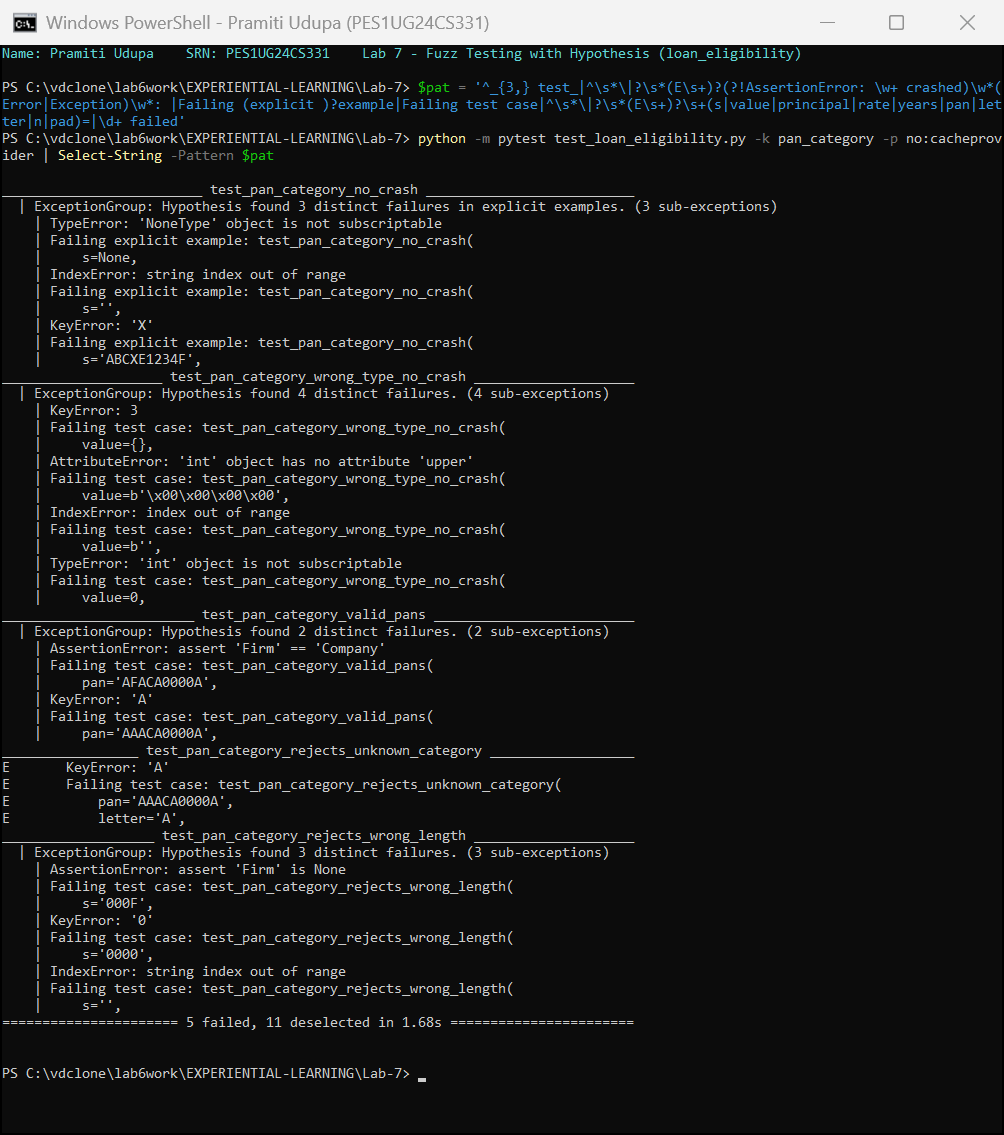 Windows PowerShell - Pramiti Udupa (PES1UG24CS331)
Name: Pramiti Udupa    SRN: PES1UG24CS331    Lab 7 - Fuzz Testing with Hypothesis (loan_eligibility)
PS C:\vdclone\lab6work\EXPERIENTIAL-LEARNING\Lab-7> $pat = '^_{3,} test_|^\s*\|?\s*(E\s+)?(?!AssertionError: \w+ crashed)\w*(
Error|Exception)\w*: |Failing (explicit )?example|Failing test case|^\s*\|?\s*(E\s+)?\s+(s|value|principal|rate|years|pan|let
ter|n|pad)=|\d+ failed'
PS C:\vdclone\lab6work\EXPERIENTIAL-LEARNING\Lab-7> python -m pytest test_loan_eligibility.py -k pan_category -p no:cacheprov
ider | Select-String -Pattern $pat
_________________________ test_pan_category_no_crash __________________________
  | ExceptionGroup: Hypothesis found 3 distinct failures in explicit examples. (3 sub-exceptions)
    | TypeError: 'NoneType' object is not subscriptable
    | Failing explicit example: test_pan_category_no_crash(
    |     s=None,
    | IndexError: string index out of range
    | Failing explicit example: test_pan_category_no_crash(
    |     s='',
    | KeyError: 'X'
    | Failing explicit example: test_pan_category_no_crash(
    |     s='ABCXE1234F',
____________________ test_pan_category_wrong_type_no_crash ____________________
  | ExceptionGroup: Hypothesis found 4 distinct failures. (4 sub-exceptions)
    | KeyError: 3
    | Failing test case: test_pan_category_wrong_type_no_crash(
    |     value={},
    | AttributeError: 'int' object has no attribute 'upper'
    | Failing test case: test_pan_category_wrong_type_no_crash(
    |     value=b'\x00\x00\x00\x00',
    | IndexError: index out of range
    | Failing test case: test_pan_category_wrong_type_no_crash(
    |     value=b'',
    | TypeError: 'int' object is not subscriptable
    | Failing test case: test_pan_category_wrong_type_no_crash(
    |     value=0,
________________________ test_pan_category_valid_pans _________________________
  | ExceptionGroup: Hypothesis found 2 distinct failures. (2 sub-exceptions)
    | AssertionError: assert 'Firm' == 'Company'
    | Failing test case: test_pan_category_valid_pans(
    |     pan='AFACA0000A',
    | KeyError: 'A'
    | Failing test case: test_pan_category_valid_pans(
    |     pan='AAACA0000A',
_________________ test_pan_category_rejects_unknown_category __________________
E       KeyError: 'A'
E       Failing test case: test_pan_category_rejects_unknown_category(
E           pan='AAACA0000A',
E           letter='A',
___________________ test_pan_category_rejects_wrong_length ____________________
  | ExceptionGroup: Hypothesis found 3 distinct failures. (3 sub-exceptions)
    | AssertionError: assert 'Firm' is None
    | Failing test case: test_pan_category_rejects_wrong_length(
    |     s='000F',
    | KeyError: '0'
    | Failing test case: test_pan_category_rejects_wrong_length(
    |     s='0000',
    | IndexError: string index out of range
    | Failing test case: test_pan_category_rejects_wrong_length(
    |     s='',
====================== 5 failed, 11 deselected in 1.68s =======================
PS C:\vdclone\lab6work\EXPERIENTIAL-LEARNING\Lab-7>